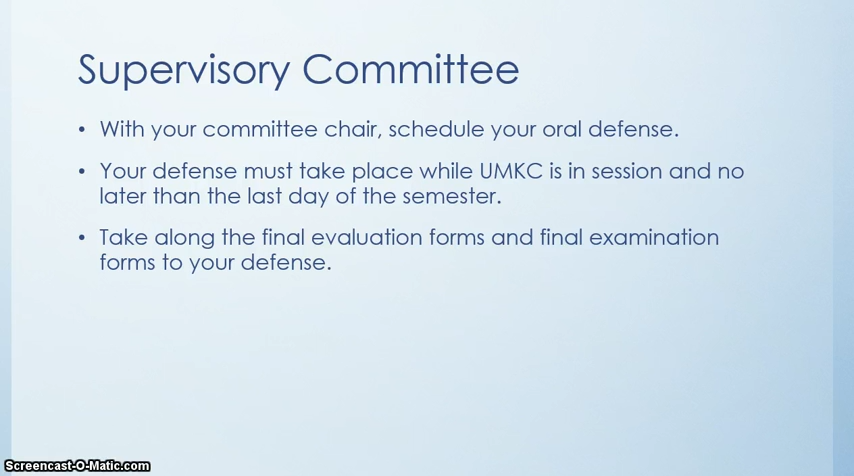 Supervisory Committee
• With your committee chair, schedule your oral defense.
• Your defense must take place while UMKC is in session and no
later than the last day of the semester.
• Take along the final evaluation forms and final examination
forms to your defense.
Screencast-O-Matic.com